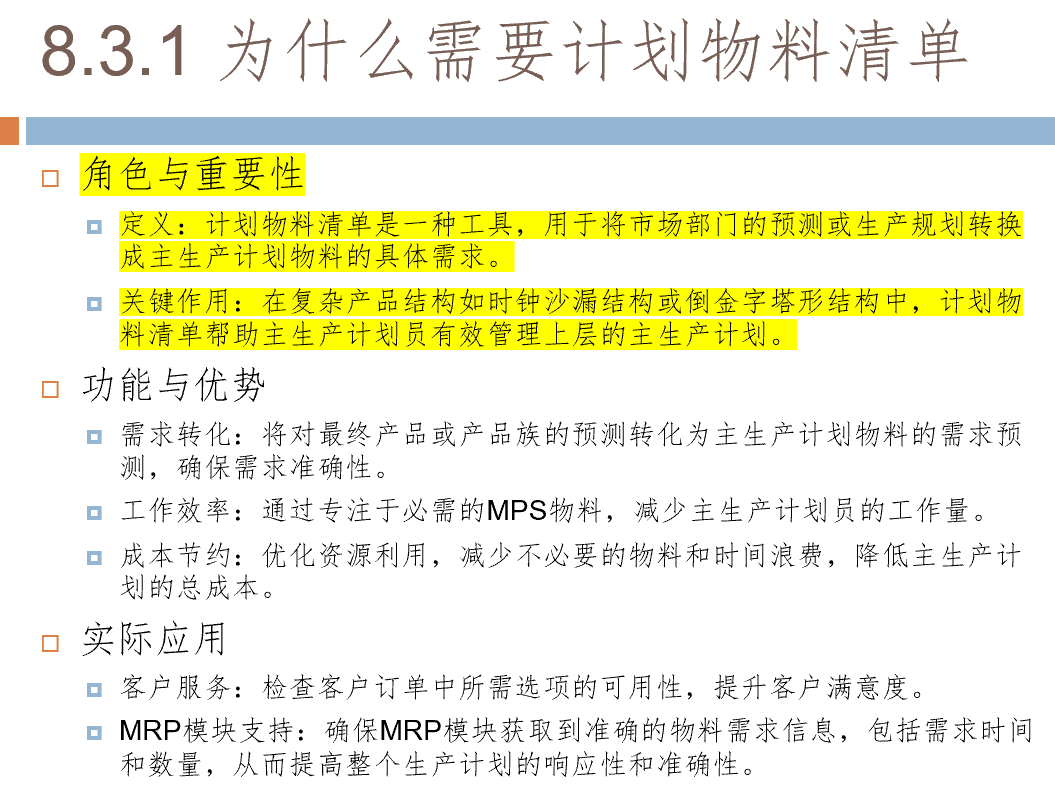 8.3.1 为什么需要计划物料清单
角色与重要性
定义：计划物料清单是一种工具，用于将市场部门的预测或生产规划转换
成主生产计划物料的具体需求。
关键作用：在复杂产品结构如时钟沙漏结构或倒金字塔形结构中，计划物
料清单帮助主生产计划员有效管理上层的主生产计划。
功能与优势
需求转化：将对最终产品或产品族的预测转化为主生产计划物料的需求预
测，确保需求准确性。
工作效率：通过专注于必需的MPS物料，减少主生产计划员的工作量。
成本节约：优化资源利用，减少不必要的物料和时间浪费，降低主生产计
划的总成本。
实际应用
客户服务：检查客户订单中所需选项的可用性，提升客户满意度。
MRP模块支持：确保MRP模块获取到准确的物料需求信息，包括需求时间
和数量，从而提高整个生产计划的响应性和准确性。